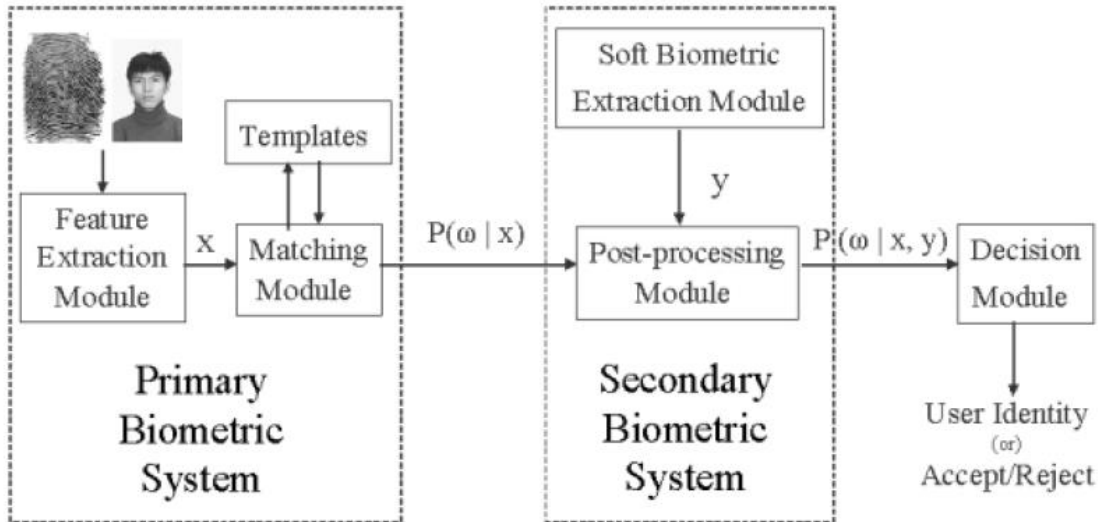 Templates
Feature
Extraction
Module
x
Matching
Module
P(ω | x)
Primary
Biometric
System
Soft Biometric
Extraction Module
y
Post-processing
Module
P(ω | x, y)
Secondary
Biometric
System
Decision
Module
User Identity
(or)
Accept/Reject